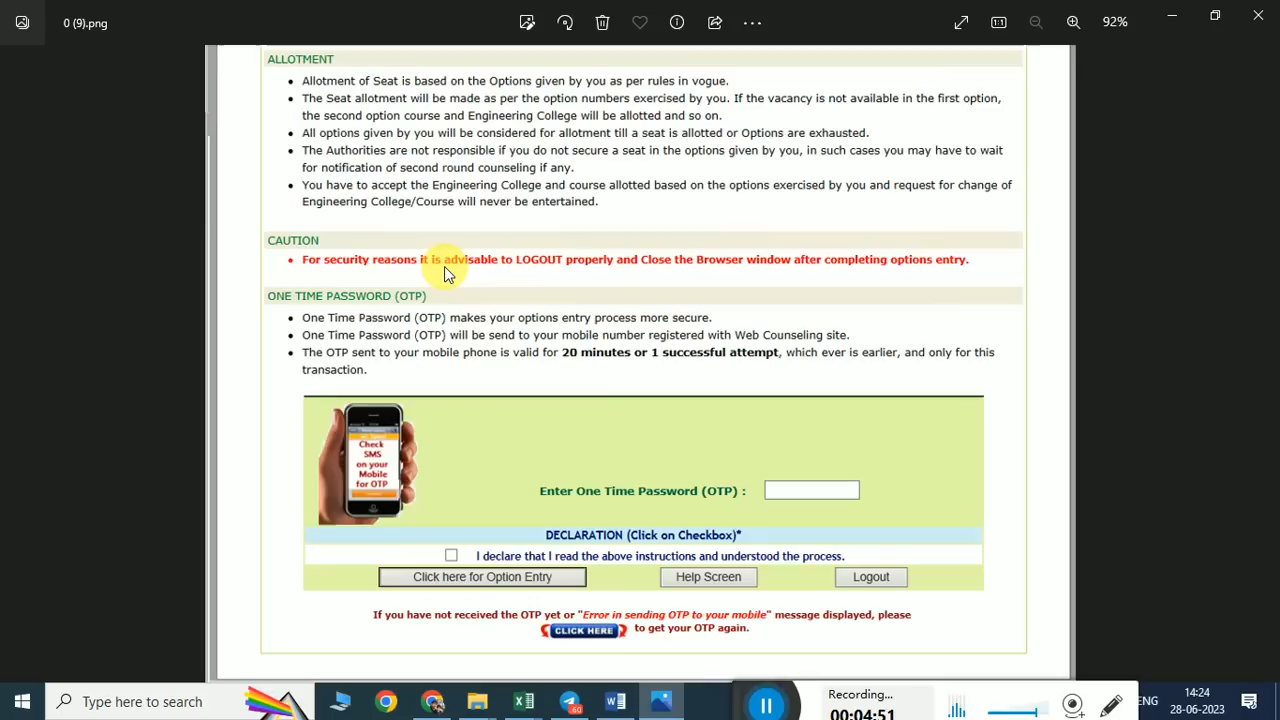 0 (9).png
92%
ALLOTMENT
Allotment of Seat is based on the Options given by you as per rules in vogue.
The Seat allotment will be made as per the option numbers exercised by you. If the vacancy is not available in the first option,
the second option course and Engineering College will be allotted and so on.
All options given by you will be considered for allotment till a seat is allotted or Options are exhausted.
The Authorities are not responsible if you do not secure a seat in the options given by you, in such cases you may have to wait
for notification of second round counseling if any.
You have to accept the Engineering College and course allotted based on the options exercised by you and request for change of
Engineering College/Course will never be entertained.
CAUTION
For security reasons it is advisable to LOGOUT properly and Close the Browser window after completing options entry.
ONE TIME PASSWORD (OTP)
One Time Password (OTP) makes your options entry process more secure.
One Time Password (OTP) will be send to your mobile number registered with Web Counseling site.
The OTP sent to your mobile phone is valid for 20 minutes or 1 successful attempt, which ever is earlier, and only for this
transaction.
Check
SMS
on your
Mobile
for OTP
Enter One Time Password (OTP) :
DECLARATION (Click on Checkbox)*
I declare that I read the above instructions and understood the process.
Click here for Option Entry Help Screen Logout
If you have not received the OTP yet or "Error in sending OTP to your mobile" message displayed, please
CLICK HERE to get your OTP again.
Type here to search
60
Recording...
00:04:51
ENG
14:24
28-06-2023